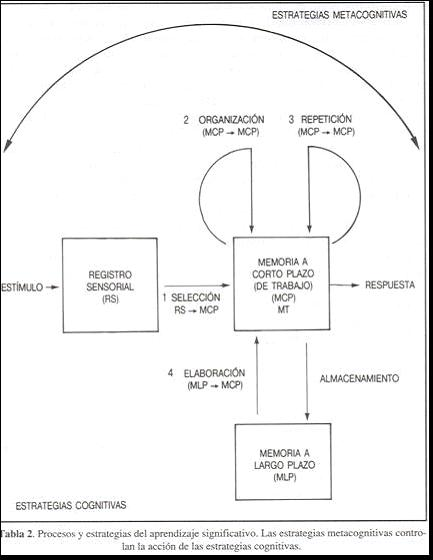 ESTRATEGIAS METACOGNITIVAS
2 ORGANIZACIÓN
(MCP → MCP)
3 REPETICIÓN
(MCP → MCP)
ESTÍMULO →
REGISTRO
SENSORIAL
(RS)
1 SELECCIÓN
RS → MCP
MEMORIA A
CORTO PLAZO
(DE TRABAJO)
(MCP)
MT
RESPUESTA
4 ELABORACIÓN
(MLP → MCP)
ALMACENAMIENTO
MEMORIA A
LARGO PLAZO
(MLP)
ESTRATEGIAS COGNITIVAS
Tabla 2. Procesos y estrategias del aprendizaje significativo. Las estrategias metacognitivas contro-
lan la acción de las estrategias cognitivas.